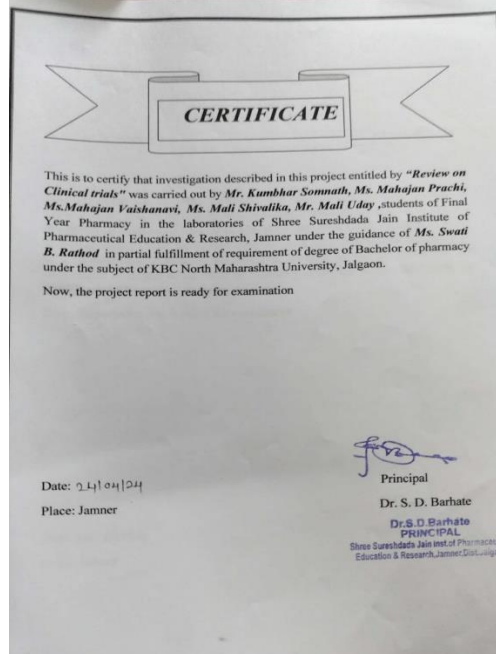 CERTIFICATE
This is to certify that investigation described in this project entitled by “Review on
Clinical trials” was carried out by Mr. Kumbhar Somnath, Ms. Mahajan Prachi,
Ms.Mahajan Vaishanavi, Ms. Mali Shivalika, Mr. Mali Uday ,students of Final
Year Pharmacy in the laboratories of Shree Sureshdada Jain Institute of
Pharmaceutical Education & Research, Jamner under the guidance of Ms. Swati
B. Rathod in partial fulfillment of requirement of degree of Bachelor of pharmacy
under the subject of KBC North Maharashtra University, Jalgaon.
Now, the project report is ready for examination
Date: 24/04/24
Place: Jamner
Principal
Dr. S. D. Barhate
Dr.S.D.Barhate
PRINCIPAL
Shree Sureshdada Jain Inst.of
Education & Research,Jamner